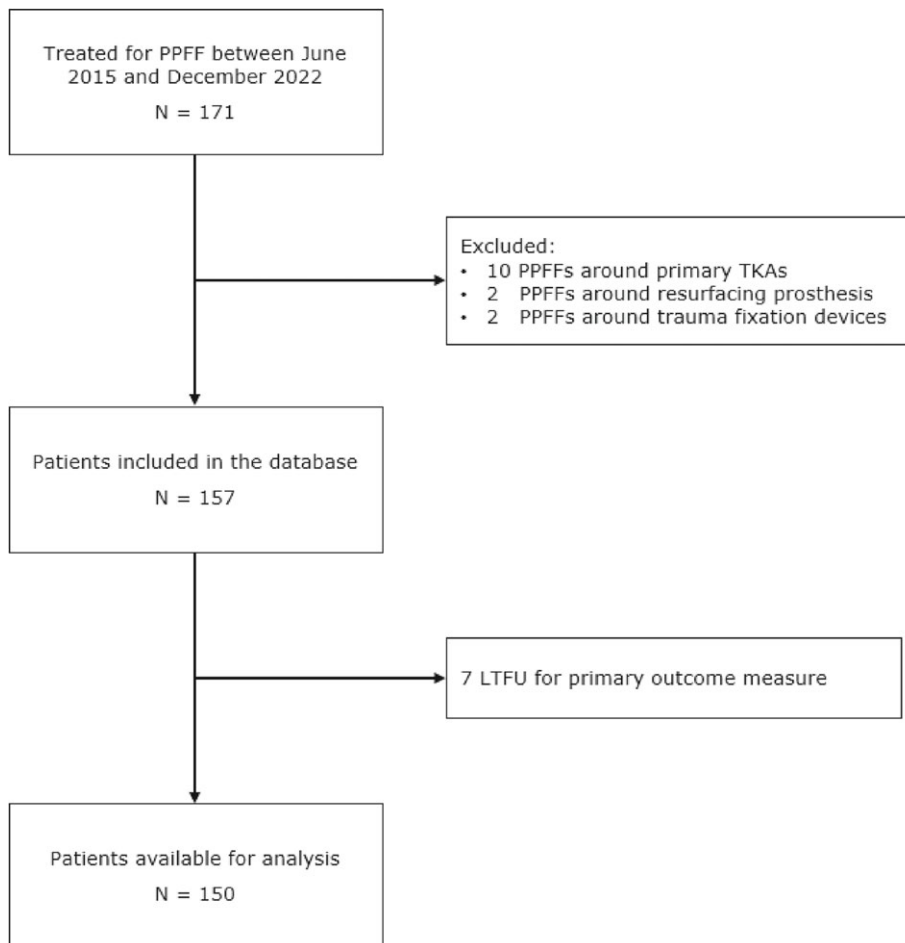 Treated for PPFF between June
2015 and December 2022
N = 171
Excluded:
• 10 PPFFs around primary TKAs
• 2 PPFFs around resurfacing prosthesis
• 2 PPFFs around trauma fixation devices
Patients included in the database
N = 157
7 LTFU for primary outcome measure
Patients available for analysis
N = 150